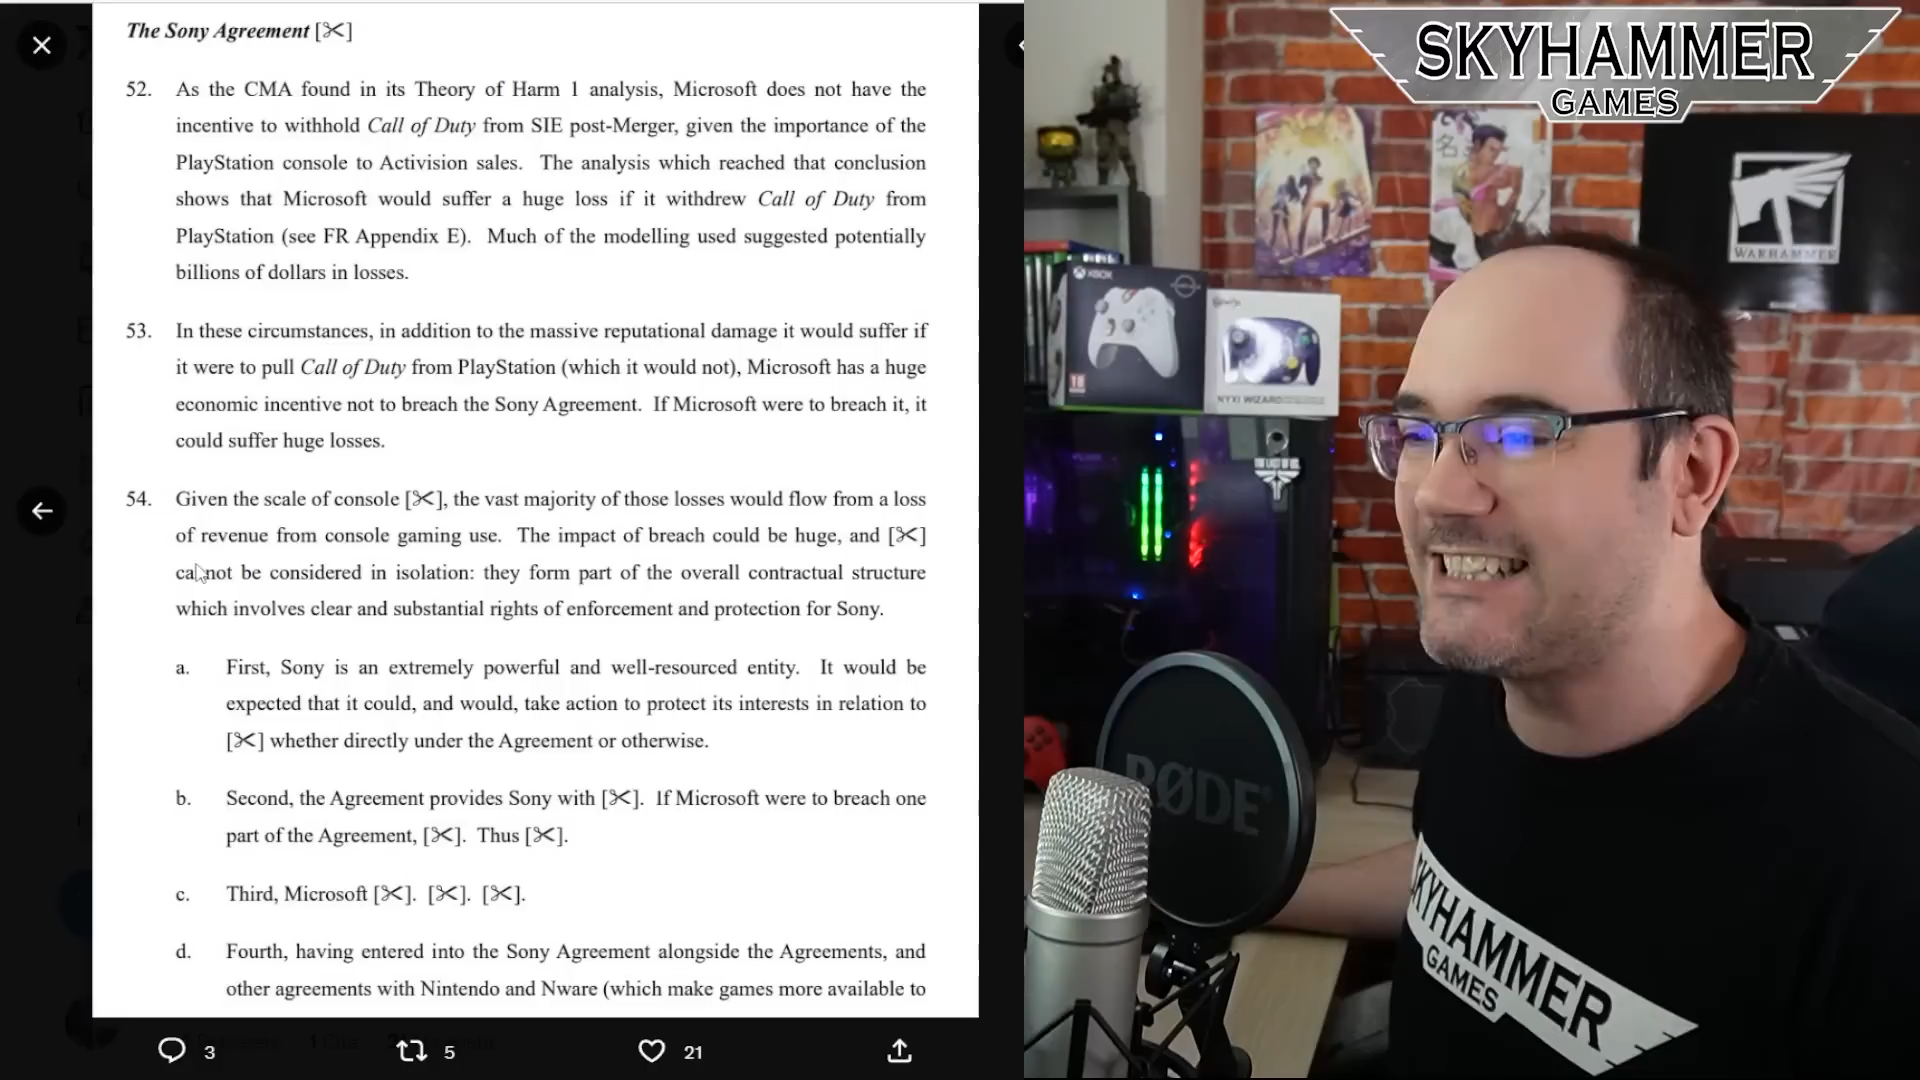 The Sony Agreement [✂]
52. As the CMA found in its Theory of Harm 1 analysis, Microsoft does not have the
incentive to withhold Call of Duty from SIE post-Merger, given the importance of the
PlayStation console to Activision sales. The analysis which reached that conclusion
shows that Microsoft would suffer a huge loss if it withdrew Call of Duty from
PlayStation (see FR Appendix E). Much of the modelling used suggested potentially
billions of dollars in losses.
53. In these circumstances, in addition to the massive reputational damage it would suffer if
it were to pull Call of Duty from PlayStation (which it would not), Microsoft has a huge
economic incentive not to breach the Sony Agreement. If Microsoft were to breach it, it
could suffer huge losses.
54. Given the scale of console [✂], the vast majority of those losses would flow from a loss
of revenue from console gaming use. The impact of breach could be huge, and [✂]
cannot be considered in isolation: they form part of the overall contractual structure
which involves clear and substantial rights of enforcement and protection for Sony.
a. First, Sony is an extremely powerful and well-resourced entity. It would be
expected that it could, and would, take action to protect its interests in relation to
[✂] whether directly under the Agreement or otherwise.
b. Second, the Agreement provides Sony with [✂]. If Microsoft were to breach one
part of the Agreement, [✂]. Thus [✂].
c. Third, Microsoft [✂]. [✂]. [✂].
d. Fourth, having entered into the Sony Agreement alongside the Agreements, and
other agreements with Nintendo and Nware (which make games more available to
3
5
21
SKYHAMMER
GAMES
名
WARHAMMER
XBOX
18
NYXI WIZARD
RØDE
SKYHAMMER
GAMES